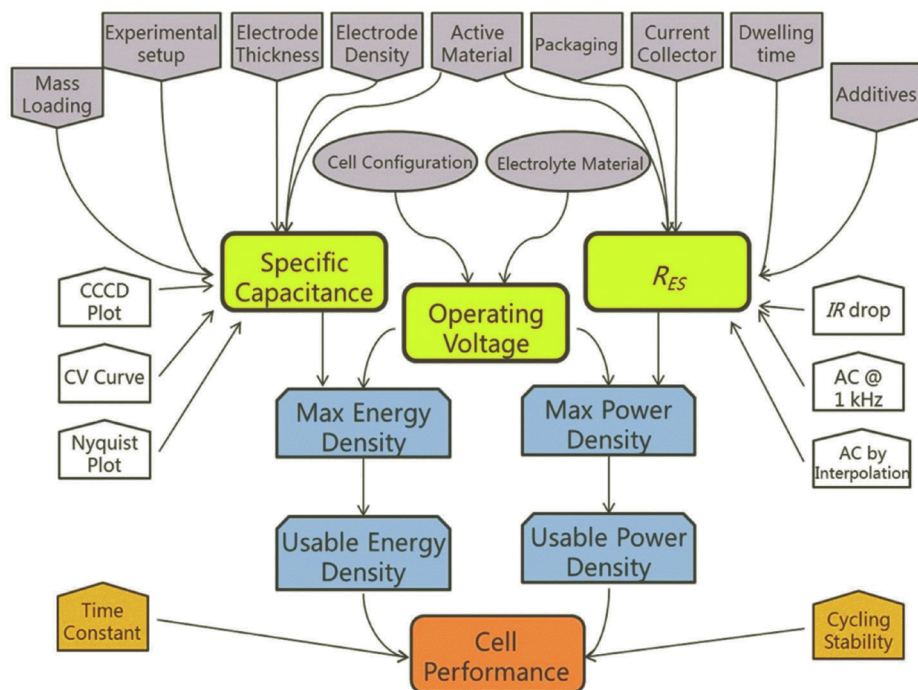 Experimental
setup
Electrode
Thickness
Electrode
Density
Active
Material
Packaging
Current
Collector
Dwelling
time
Mass
Loading
Additives
Cell Configuration
Electrolyte Material
Specific
Capacitance
R_ES
CCCD
Plot
Operating
Voltage
IR drop
CV Curve
AC @
1 kHz
Max Energy
Density
Max Power
Density
Nyquist
Plot
AC by
Interpolation
Usable Energy
Density
Usable Power
Density
Time
Constant
Cycling
Stability
Cell
Performance